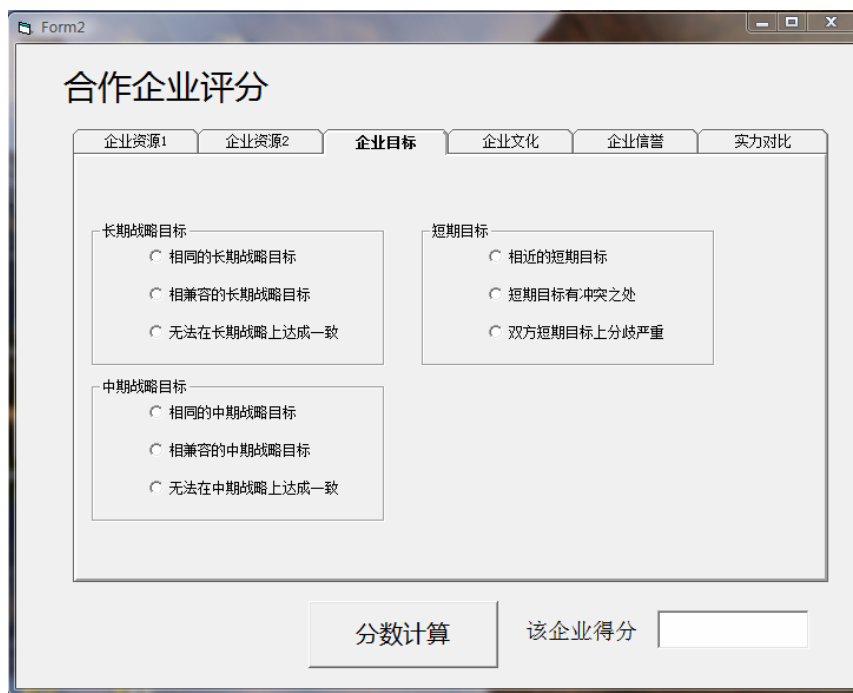 Form2
合作企业评分
企业资源1 企业资源2 企业目标 企业文化 企业信誉 实力对比
长期战略目标
相同的长期战略目标
相兼容的长期战略目标
无法在长期战略上达成一致
短期目标
相近的短期目标
短期目标有冲突之处
双方短期目标上分歧严重
中期战略目标
相同的中期战略目标
相兼容的中期战略目标
无法在中期战略上达成一致
分数计算 该企业得分